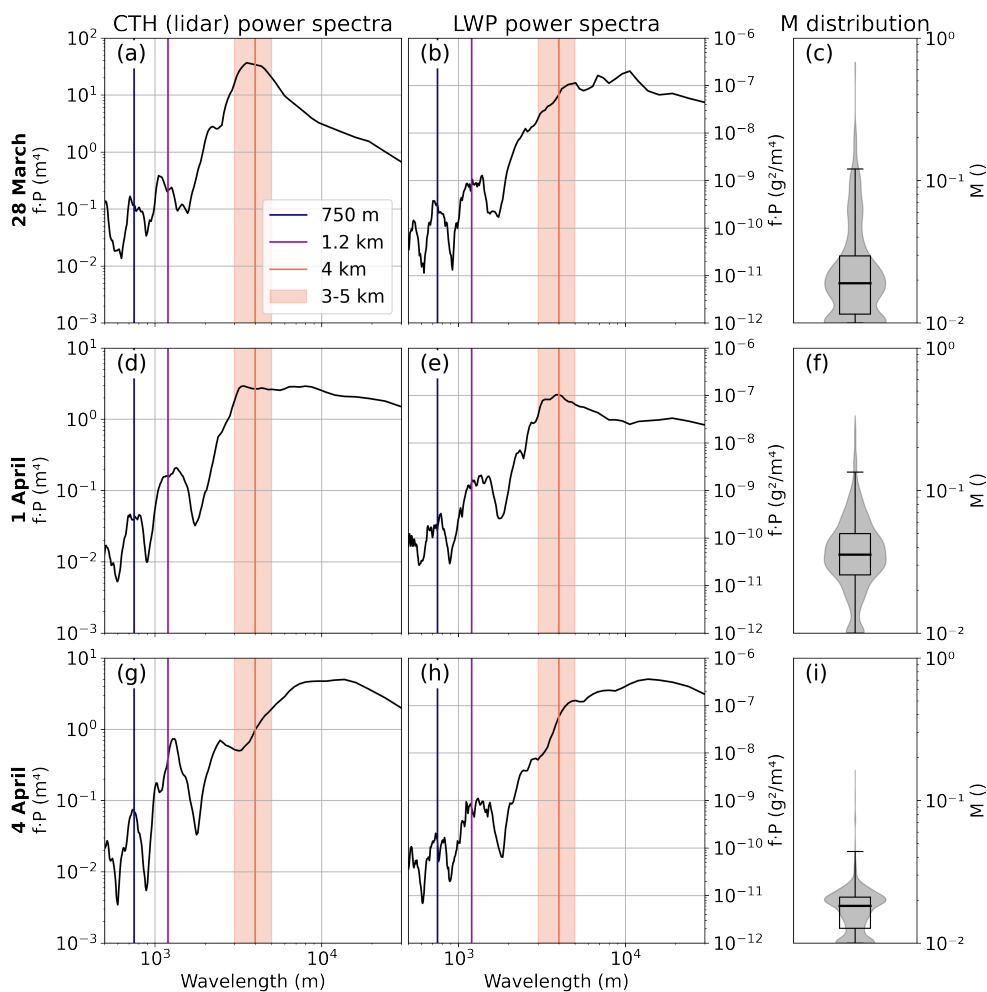 CTH (lidar) power spectra
LWP power spectra
M distribution
(a)
(b)
(c)
10²
10¹
10⁰
10⁻¹
10⁻²
10⁻³
28 March
f·P (m⁴)
750 m
1.2 km
4 km
3-5 km
10⁻⁶
10⁻⁷
10⁻⁸
10⁻⁹
10⁻¹⁰
10⁻¹¹
10⁻¹²
f·P (g²/m⁴)
10⁰
10⁻¹
10⁻²
M ()
(d)
(e)
(f)
10¹
10⁰
10⁻¹
10⁻²
10⁻³
1 April
f·P (m⁴)
10⁻⁶
10⁻⁷
10⁻⁸
10⁻⁹
10⁻¹⁰
10⁻¹¹
10⁻¹²
f·P (g²/m⁴)
10⁰
10⁻¹
10⁻²
M ()
(g)
(h)
(i)
10¹
10⁰
10⁻¹
10⁻²
10⁻³
4 April
f·P (m⁴)
10⁻⁶
10⁻⁷
10⁻⁸
10⁻⁹
10⁻¹⁰
10⁻¹¹
10⁻¹²
f·P (g²/m⁴)
10⁰
10⁻¹
10⁻²
M ()
10³
10⁴
10³
10⁴
Wavelength (m)
Wavelength (m)